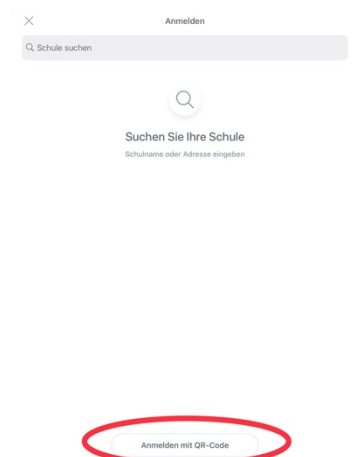 Anmelden
Schule suchen
Suchen Sie Ihre Schule
Schulname oder Adresse eingeben
Anmelden mit QR-Code